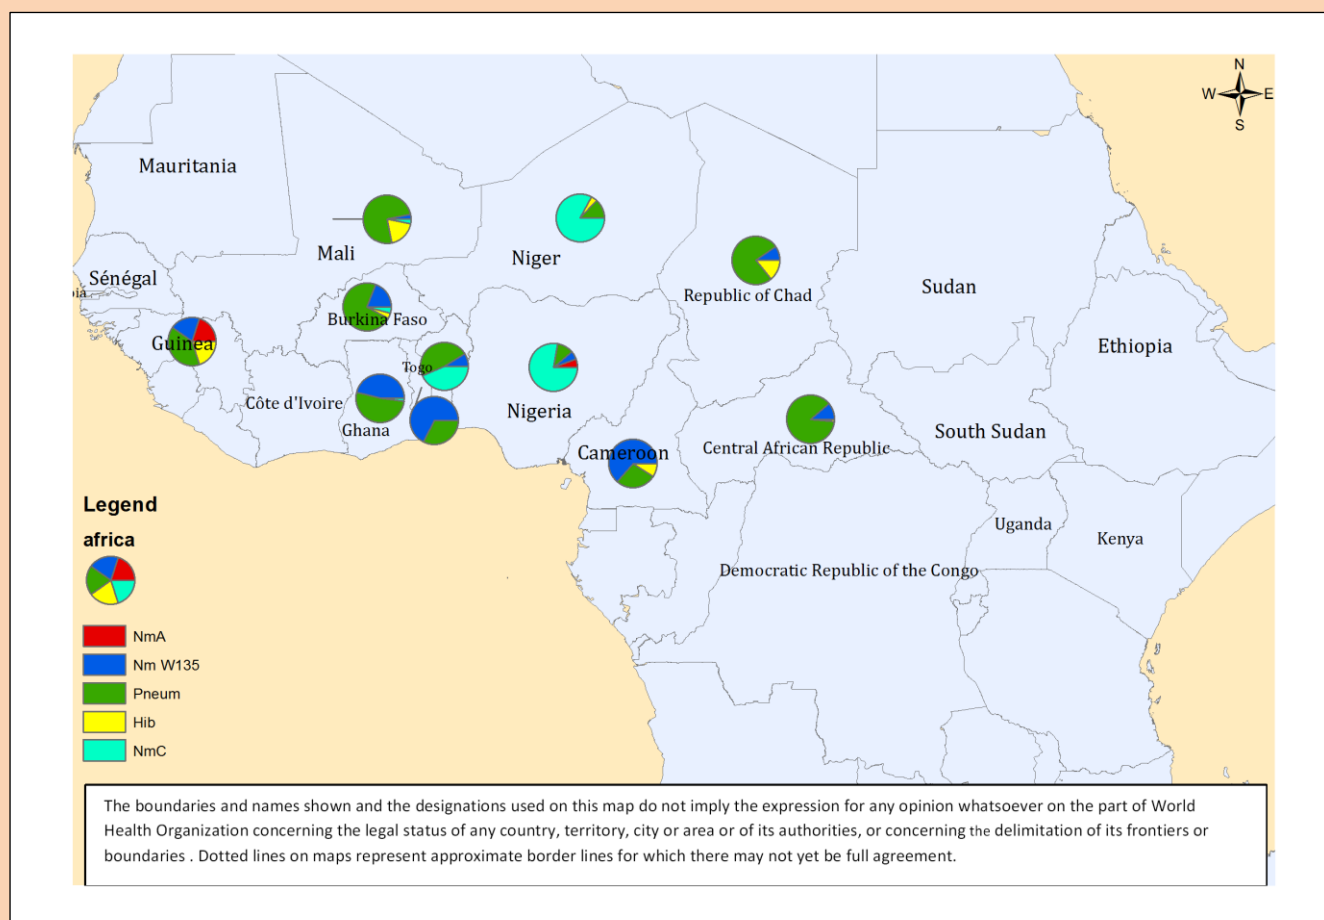 N
W
E
S
Mauritania
Mali
Niger
Sénégal
Republic of Chad
Sudan
Burkina Faso
Guinea
Ethiopia
Togo
Côte d'Ivoire
Ghana
Nigeria
Cameroon
Central African Republic
South Sudan
Uganda
Kenya
Democratic Republic of the Congo
Legend
africa
NmA
Nm W135
Pneum
Hib
NmC
The boundaries and names shown and the designations used on this map do not imply the expression for any opinion whatsoever on the part of World
Health Organization concerning the legal status of any country, territory, city or area or of its authorities, or concerning the delimitation of its frontiers or
boundaries . Dotted lines on maps represent approximate border lines for which there may not yet be full agreement.